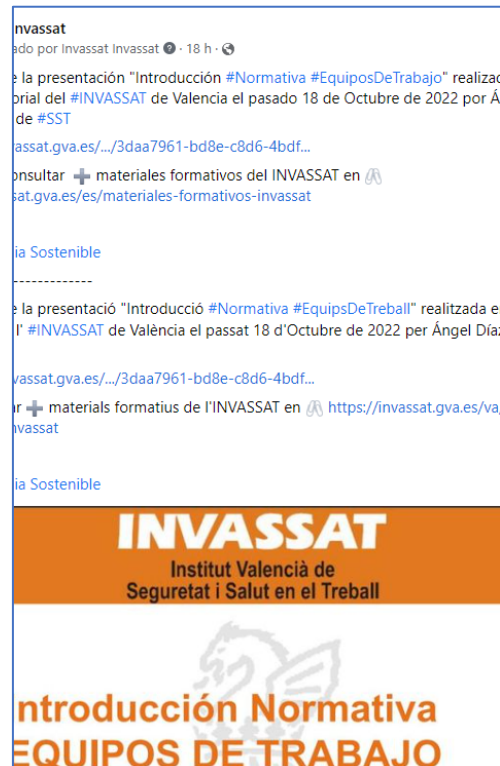 nvassat
ado por Invassat Invassat · 18 h ·
e la presentación "Introducción #Normativa #EquiposDeTrabajo" realizad
orial del #INVASSAT de Valencia el pasado 18 de Octubre de 2022 por Á
de #SST
vassat.gva.es/.../3daa7961-bd8e-c8d6-4bdf...
onsultar ➕ materiales formativos del INVASSAT en
sat.gva.es/es/materiales-formativos-invassat
ia Sostenible
-------------
e la presentació "Introducció #Normativa #EquipsDeTreball" realitzada e
l' #INVASSAT de València el passat 18 d'Octubre de 2022 per Ángel Díaz
vassat.gva.es/.../3daa7961-bd8e-c8d6-4bdf...
ar ➕ materials formatius de l'INVASSAT en https://invassat.gva.es/va/
nvassat
ia Sostenible
INVASSAT
Institut Valencià de
Seguretat i Salut en el Treball
ntroducción Normativa
EQUIPOS DE TRABAJO